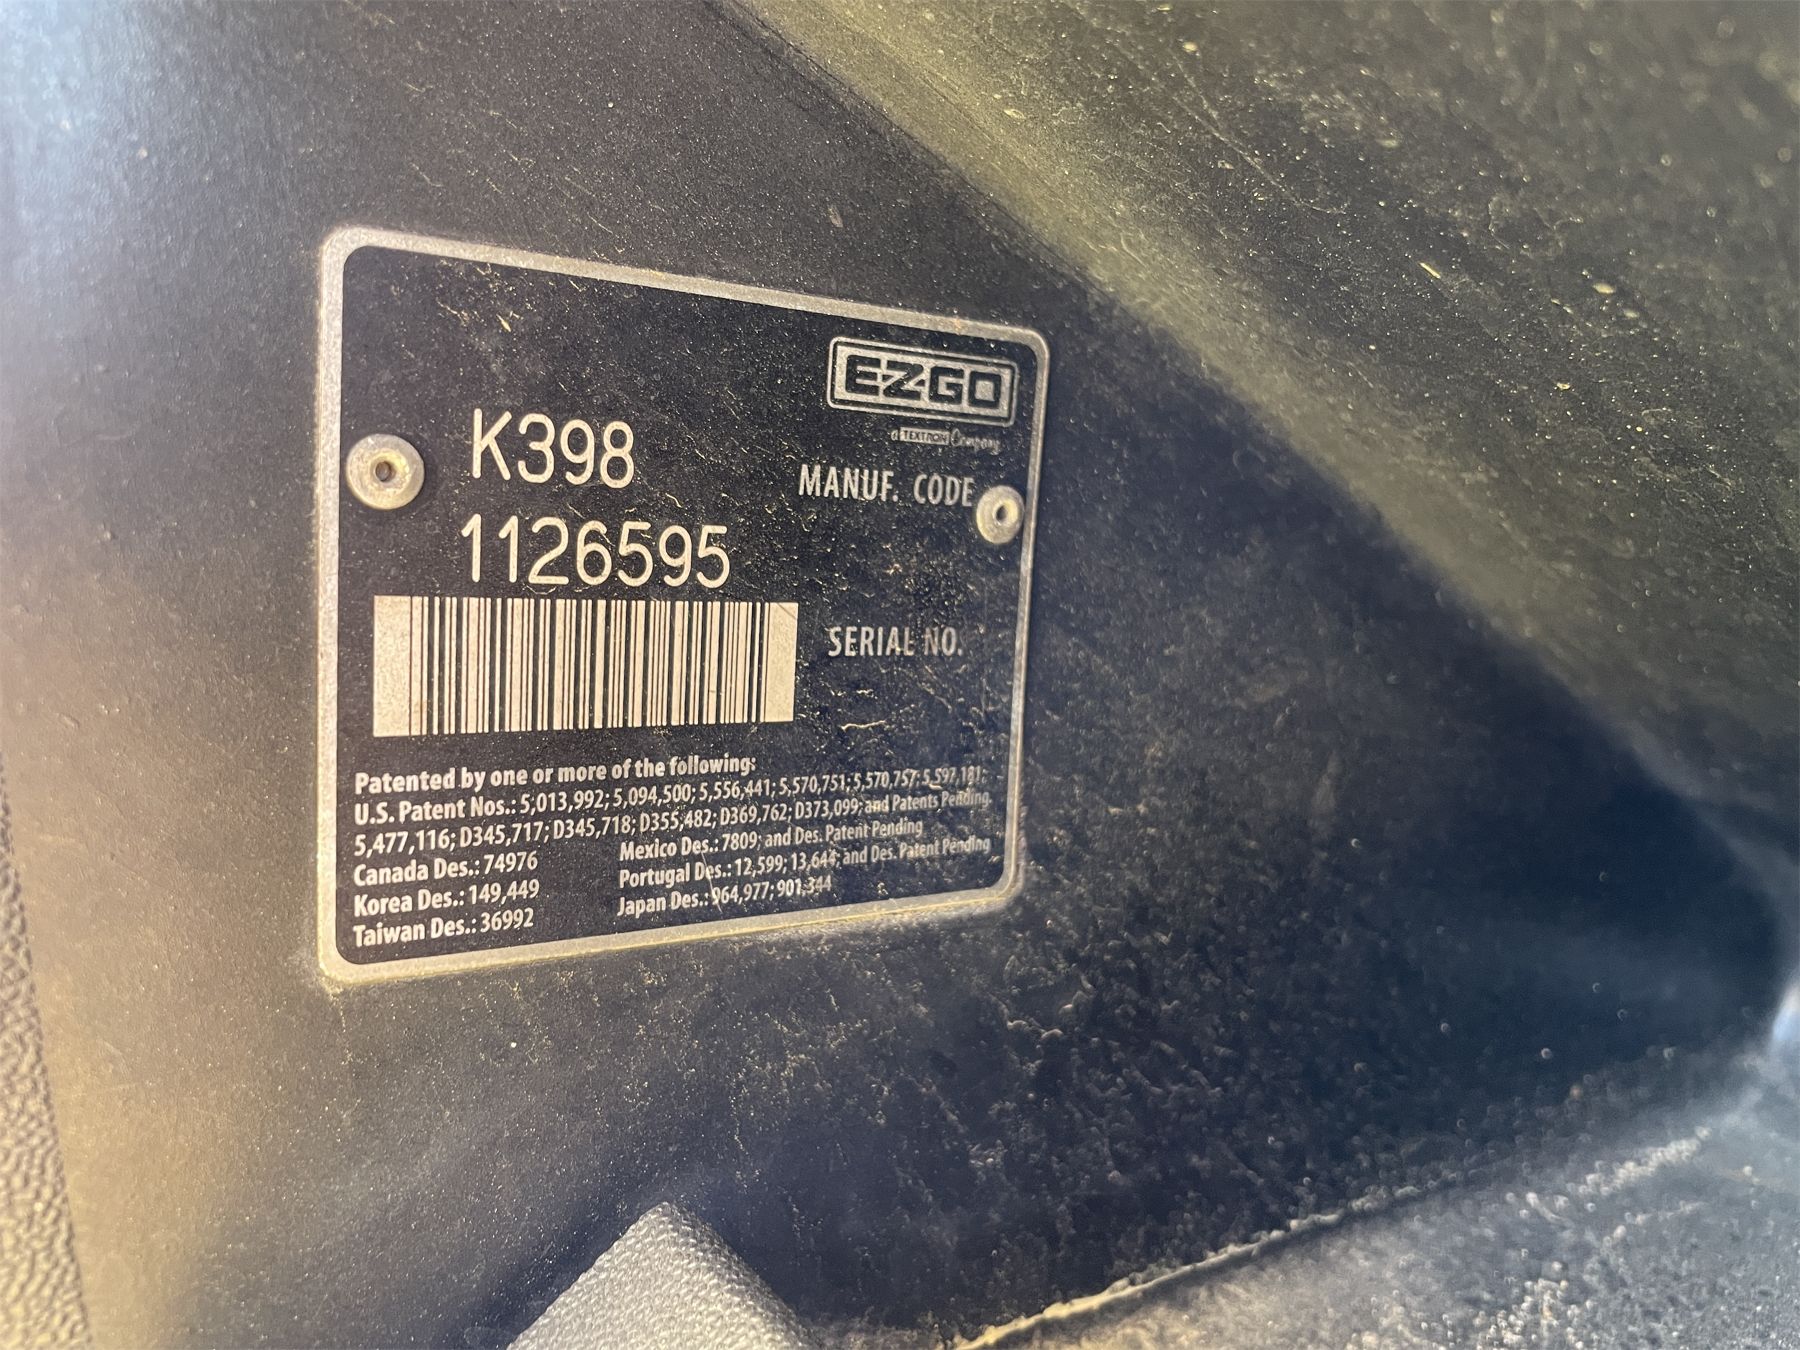 EZGO
a TEXTRON Company
K398
MANUF. CODE
1126595
SERIAL NO.
Patented by one or more of the following:
U.S. Patent Nos.: 5,013,992; 5,094,500; 5,556,441; 5,570,751; 5,570,757; 5,597,181;
5,477,116; D345,717; D345,718; D355,482; D369,762; D373,099; and Patents Pending.
Canada Des.: 74976
Mexico Des.: 7809; and Des. Patent Pending
Korea Des.: 149,449
Portugal Des.: 12,599; 13,644; and Des. Patent Pending
Taiwan Des.: 36992
Japan Des.: 964,977; 901,344